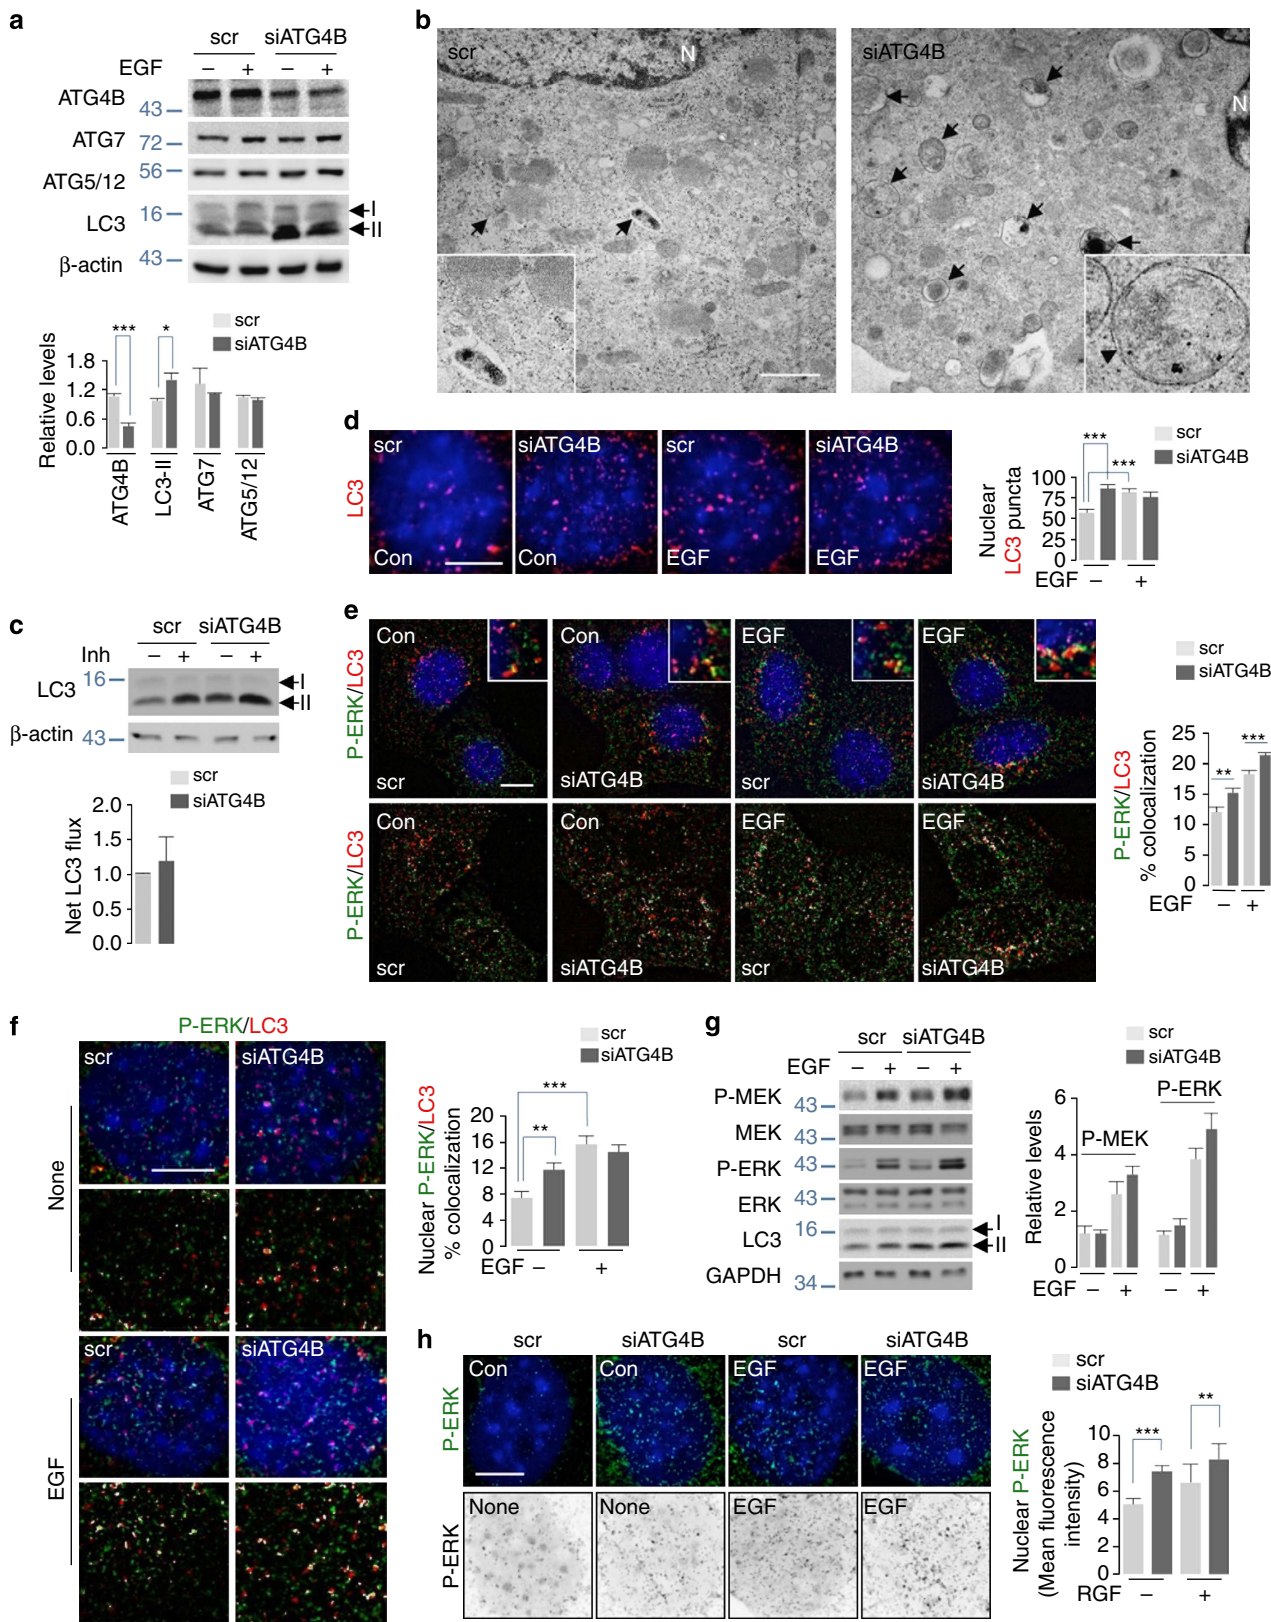 a
scr siATG4B
EGF − + − +
ATG4B
43
ATG7
72
ATG5/12
56
LC3
16
I
II
β-actin
43
scr
siATG4B
*** *
Relative levels
1.8
1.2
0.6
0.0
ATG4B LC3-II ATG7 ATG5/12
b
scr N
siATG4B N
c
scr siATG4B
Inh − + − +
LC3
16
I
II
β-actin
43
scr
siATG4B
Net LC3 flux
2.0
1.5
1.0
0.5
0.0
d
LC3
scr siATG4B scr siATG4B
Con Con EGF EGF
scr
siATG4B
***
***
Nuclear
LC3 puncta
100
75
50
25
0
EGF − +
e
P-ERK/LC3
Con Con EGF EGF
scr siATG4B scr siATG4B
P-ERK/LC3
Con Con EGF EGF
scr siATG4B scr siATG4B
scr
siATG4B
** ***
P-ERK/LC3
% colocalization
25
20
15
10
5
0
EGF − +
f
P-ERK/LC3
None
scr siATG4B
EGF
scr siATG4B
scr
siATG4B
***
**
Nuclear P-ERK/LC3
% colocalization
20
16
12
8
4
0
EGF − +
g
scr siATG4B
EGF − + − +
P-MEK
43
MEK
43
P-ERK
43
ERK
43
LC3
16
I
II
GAPDH
34
scr
siATG4B
P-ERK
P-MEK
Relative levels
6
4
2
0
EGF − + − +
h
scr siATG4B scr siATG4B
P-ERK
Con Con EGF EGF
P-ERK
None None EGF EGF
scr
siATG4B
*** **
Nuclear P-ERK
(Mean fluorescence
intensity)
10
8
6
4
2
0
RGF − +